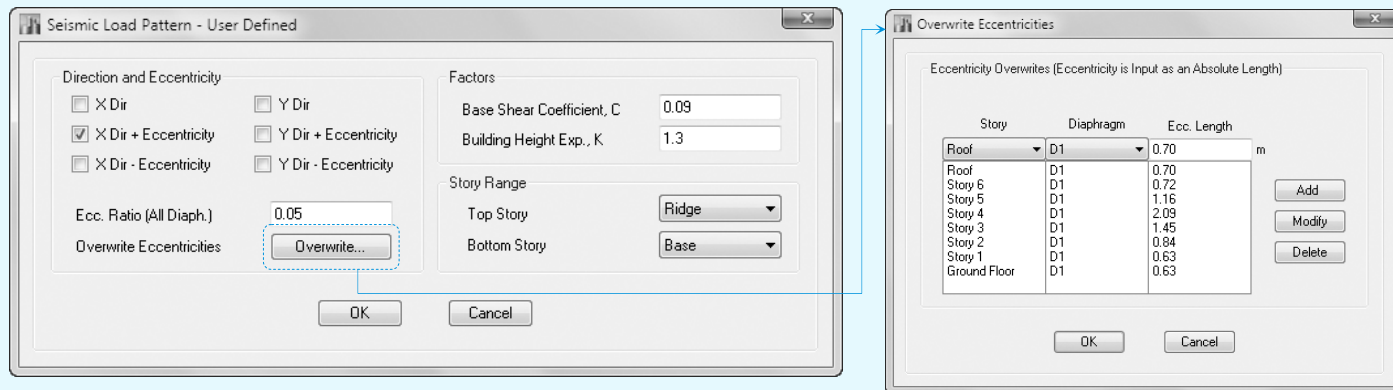 Seismic Load Pattern - User Defined
Direction and Eccentricity
X Dir
Y Dir
X Dir + Eccentricity
Y Dir + Eccentricity
X Dir - Eccentricity
Y Dir - Eccentricity
Ecc. Ratio (All Diaph.)
0.05
Overwrite Eccentricities
Overwrite...
Factors
Base Shear Coefficient, C
0.09
Building Height Exp., K
1.3
Story Range
Top Story
Ridge
Bottom Story
Base
OK
Cancel
Overwrite Eccentricities
Eccentricity Overwrites (Eccentricity is Input as an Absolute Length)
Story Diaphragm Ecc. Length
Roof D1 0.70 m
Roof D1 0.70
Story 6 D1 0.72
Story 5 D1 1.16
Story 4 D1 2.09
Story 3 D1 1.45
Story 2 D1 0.84
Story 1 D1 0.63
Ground Floor D1 0.63
Add
Modify
Delete
OK
Cancel